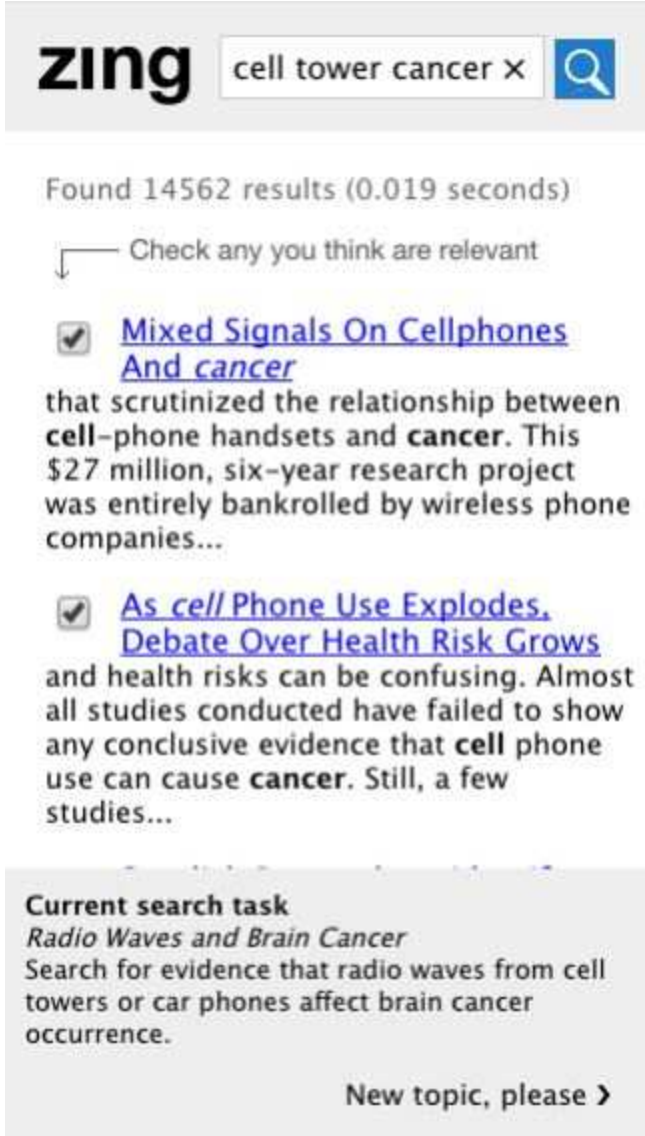 zing
cell tower cancer ×
Found 14562 results (0.019 seconds)
Check any you think are relevant
Mixed Signals On Cellphones
And cancer
that scrutinized the relationship between
cell-phone handsets and cancer. This
$27 million, six-year research project
was entirely bankrolled by wireless phone
companies...
As cell Phone Use Explodes,
Debate Over Health Risk Grows
and health risks can be confusing. Almost
all studies conducted have failed to show
any conclusive evidence that cell phone
use can cause cancer. Still, a few
studies...
Current search task
Radio Waves and Brain Cancer
Search for evidence that radio waves from cell
towers or car phones affect brain cancer
occurrence.
New topic, please ❯